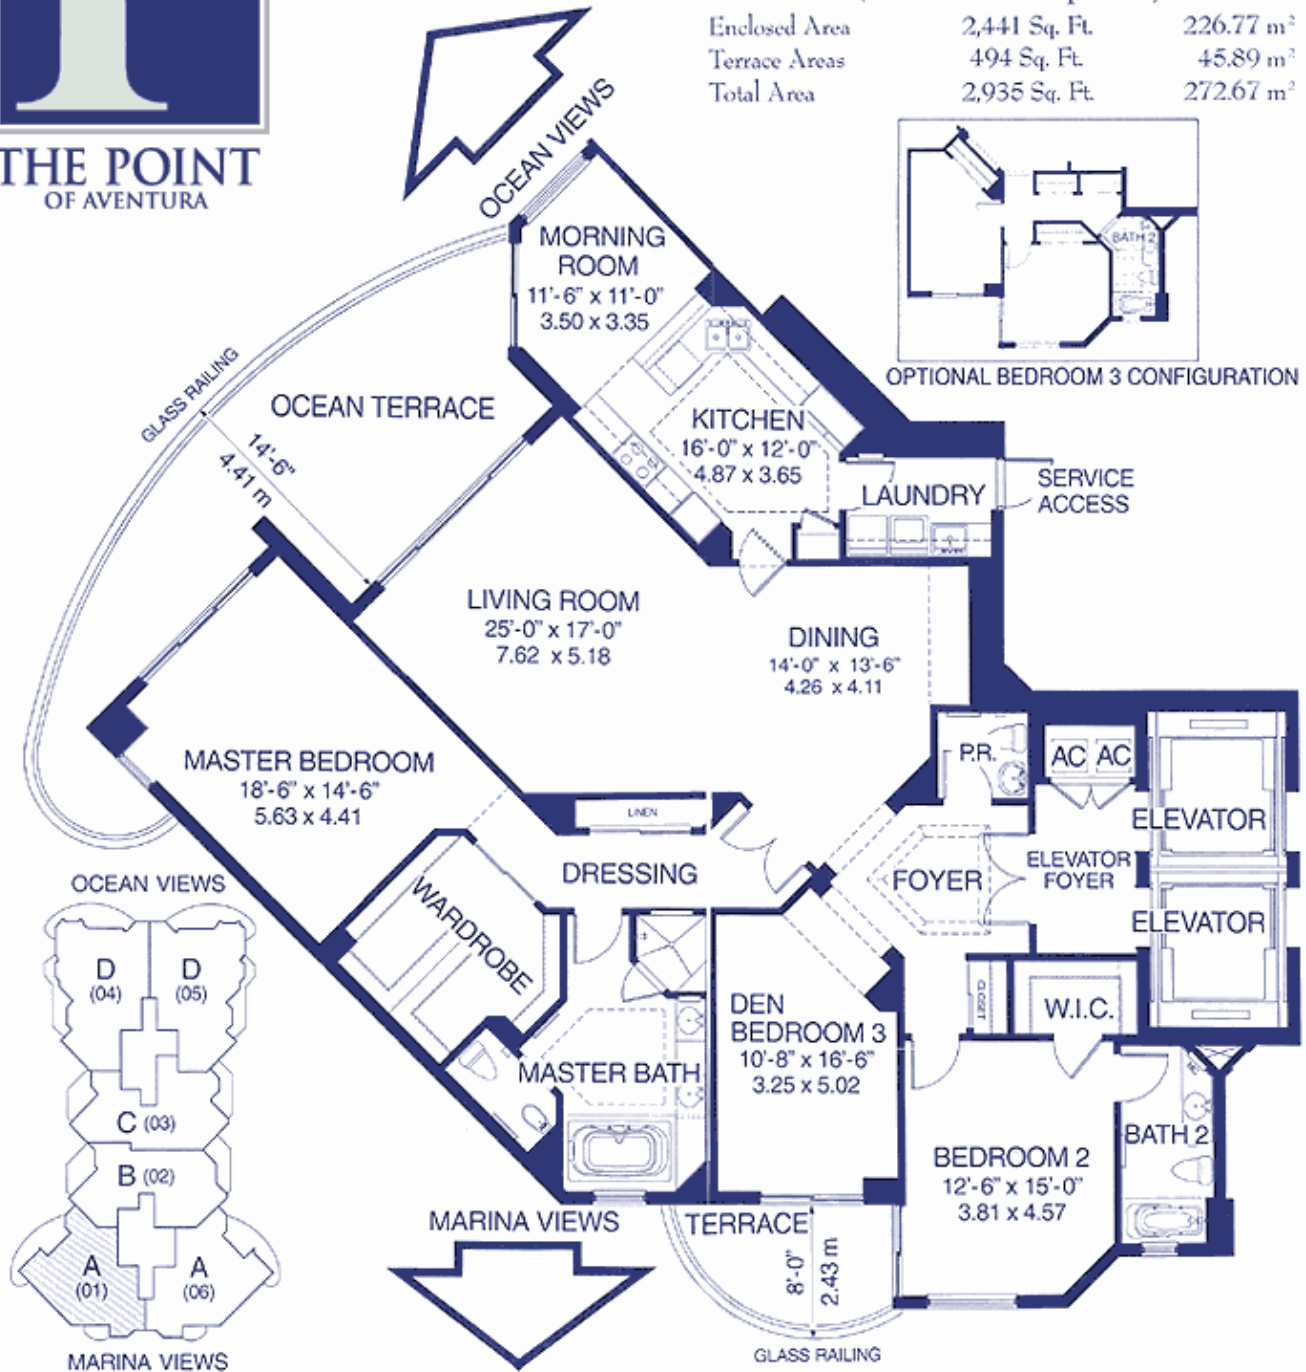 Enclosed Area 2,441 Sq. Ft. 226.77 m²
Terrace Areas 494 Sq. Ft. 45.89 m²
Total Area 2,935 Sq. Ft. 272.67 m²
THE POINT
OF AVENTURA
OCEAN VIEWS
MORNING
ROOM
11'-6" x 11'-0"
3.50 x 3.35
BATH 2
OPTIONAL BEDROOM 3 CONFIGURATION
GLASS RAILING
OCEAN TERRACE
14'-6"
4.41 m
KITCHEN
16'-0" x 12'-0"
4.87 x 3.65
LAUNDRY
SERVICE
ACCESS
LIVING ROOM
25'-0" x 17'-0"
7.62 x 5.18
DINING
14'-0" x 13'-6"
4.26 x 4.11
MASTER BEDROOM
18'-6" x 14'-6"
5.63 x 4.41
P.R.
AC AC
ELEVATOR
LINEN
DRESSING
FOYER
ELEVATOR
FOYER
ELEVATOR
WARDROBE
OCEAN VIEWS
D
(04)
D
(05)
C (03)
B (02)
A
(01)
A
(06)
MARINA VIEWS
DEN
BEDROOM 3
10'-8" x 16'-6"
3.25 x 5.02
CLOSET
W.I.C.
MASTER BATH
BATH 2
BEDROOM 2
12'-6" x 15'-0"
3.81 x 4.57
MARINA VIEWS
TERRACE
8'-0"
2.43 m
GLASS RAILING